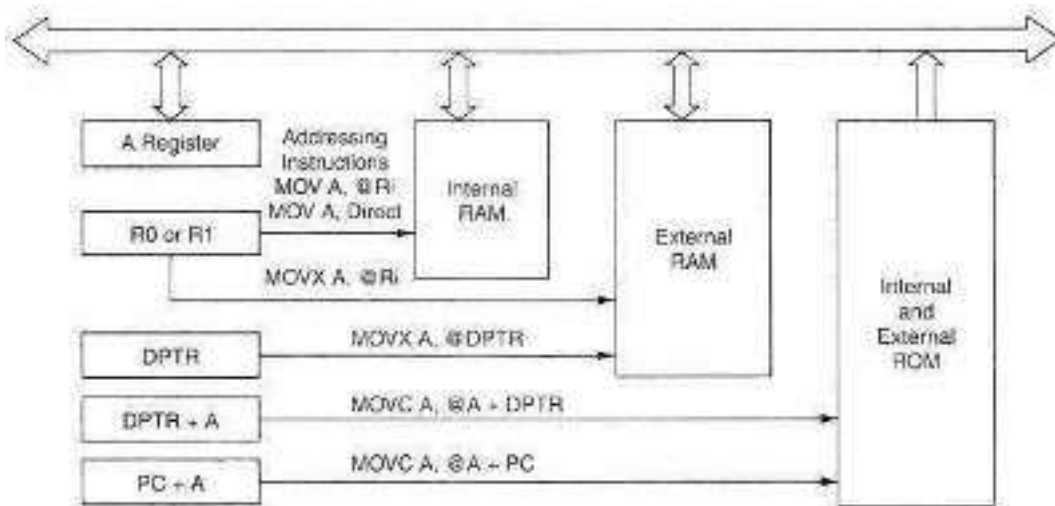 A Register
Addressing
Instructions
MOV A, @Ri
MOV A, Direct
R0 or R1
Internal
RAM
MOVX A, @Ri
External
RAM
DPTR
MOVX A, @DPTR
Internal
and
External
ROM
DPTR + A
MOVC A, @A + DPTR
PC + A
MOVC A, @A + PC